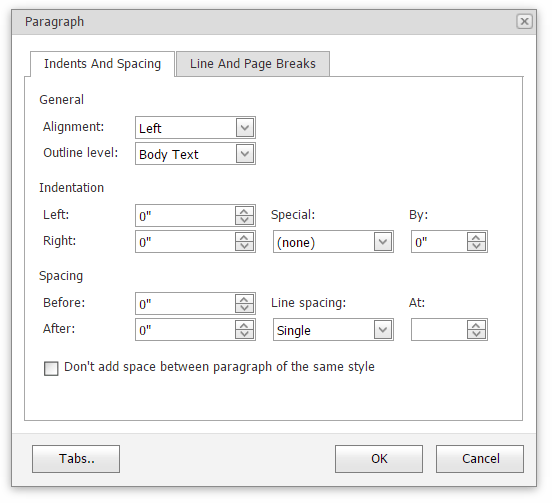 Paragraph
Indents And Spacing Line And Page Breaks
General
Alignment: Left
Outline level: Body Text
Indentation
Left: 0" Special: By:
Right: 0" (none) 0"
Spacing
Before: 0" Line spacing: At:
After: 0" Single
Don't add space between paragraph of the same style
Tabs.. OK Cancel